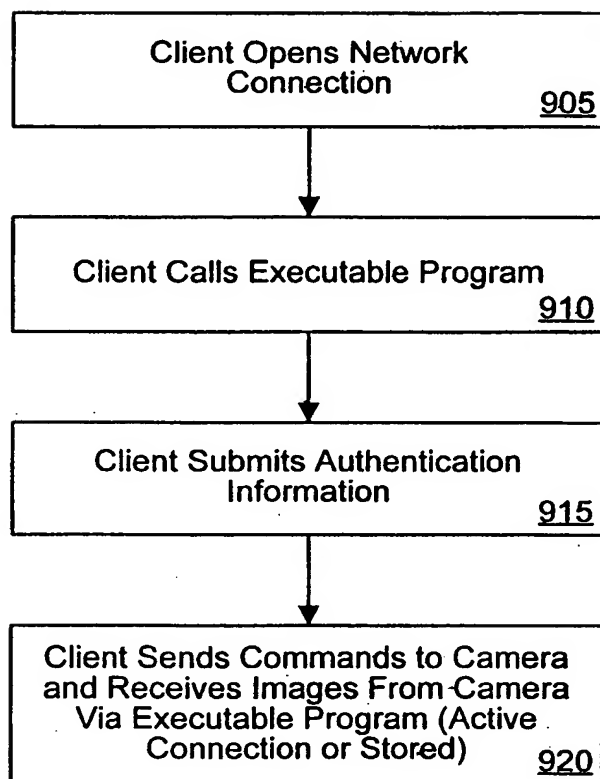 Client Opens Network
Connection
905
Client Calls Executable Program
910
Client Submits Authentication
Information
915
Client Sends Commands to Camera
and Receives Images From Camera
Via Executable Program (Active
Connection or Stored)
920